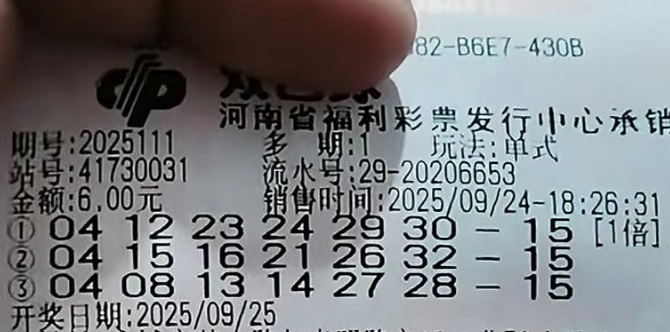 82-B6E7-430B
双色球
河南省福利彩票发行中心承销
期号:2025111 多 期:1 玩法:单式
站号:41730031 流水号:29-20206653
金额:6.00元 销售时间:2025/09/24-18:26:31
① 04 12 23 24 29 30 - 15 [1倍]
② 04 15 16 21 26 32 - 15
③ 04 08 13 14 27 28 - 15
开奖日期:2025/09/25